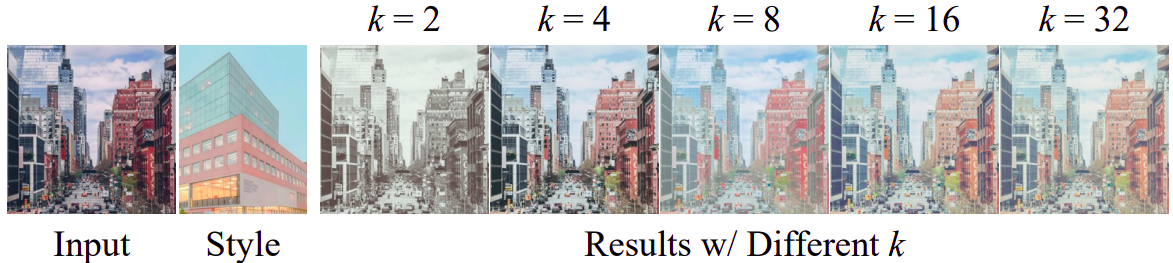 k = 2 k = 4 k = 8 k = 16 k = 32
Input Style Results w/ Different k